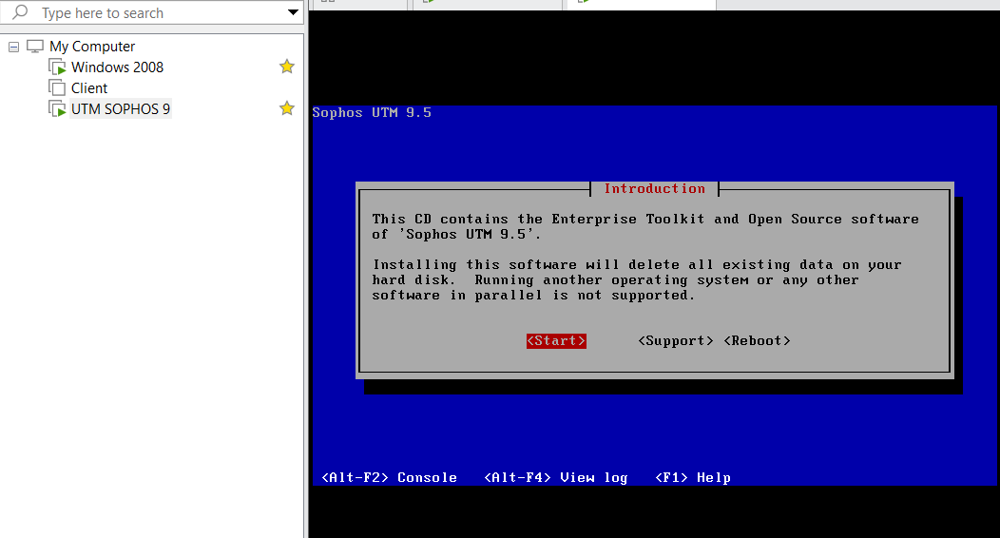 Type here to search
My Computer
Windows 2008
Client
UTM SOPHOS 9
Sophos UTM 9.5
Introduction
This CD contains the Enterprise Toolkit and Open Source software
of 'Sophos UTM 9.5'.
Installing this software will delete all existing data on your
hard disk.  Running another operating system or any other
software in parallel is not supported.
<Start> <Support> <Reboot>
<Alt-F2> Console <Alt-F4> View log <F1> Help